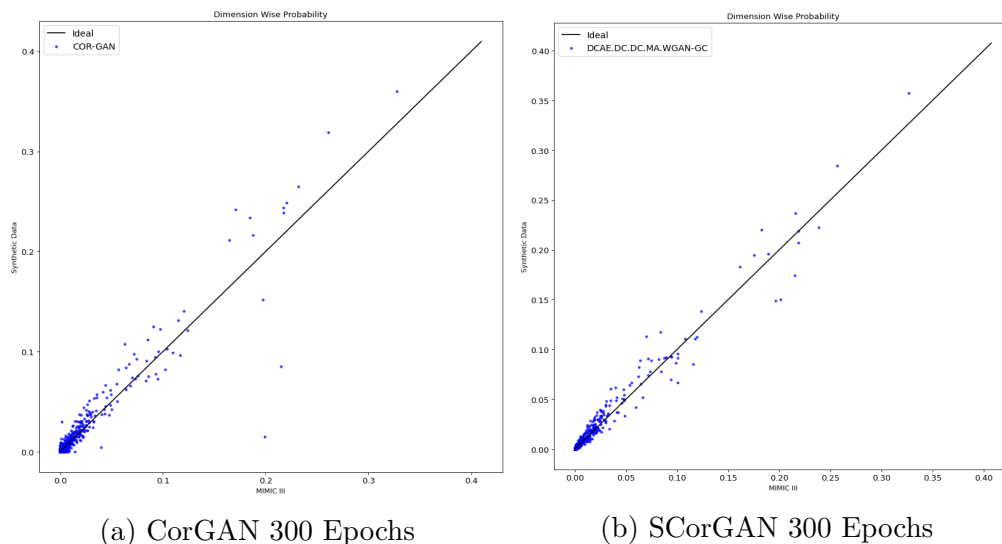 Dimension Wise Probability
Ideal
COR-GAN
0.4
0.3
0.2
0.1
0.0
Synthetic Data
0.0
0.1
0.2
0.3
0.4
MIMIC III
(a) CorGAN 300 Epochs
Dimension Wise Probability
Ideal
DCAE.DC.DC.MA.WGAN-GC
0.40
0.35
0.30
0.25
0.20
0.15
0.10
0.05
0.00
Synthetic Data
0.00
0.05
0.10
0.15
0.20
0.25
0.30
0.35
0.40
MIMIC III
(b) SCorGAN 300 Epochs